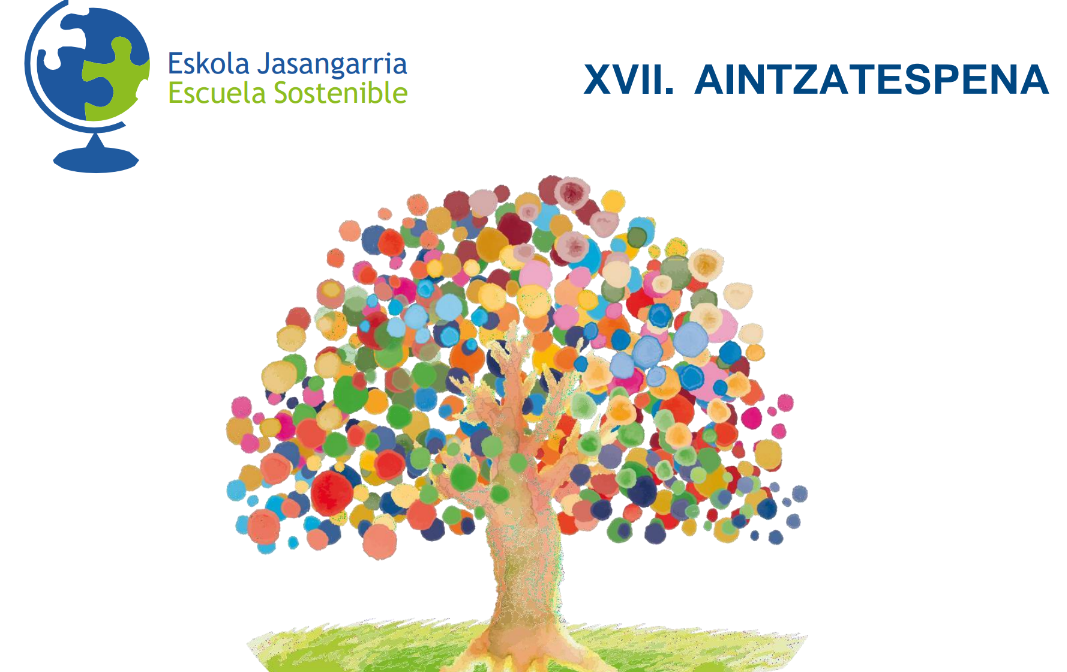 Eskola Jasangarria
Escuela Sostenible
XVII. AINTZATESPENA